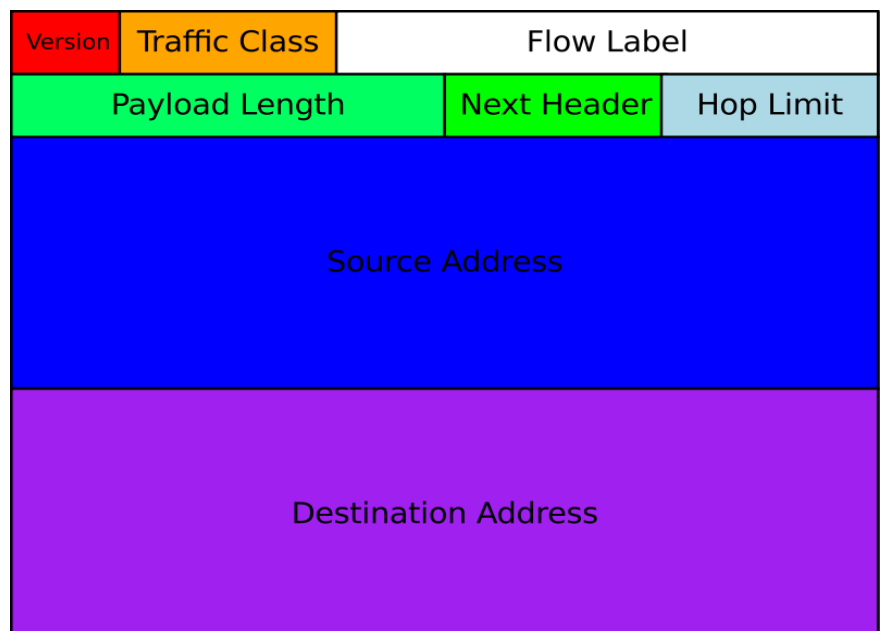 Version Traffic Class Flow Label
Payload Length Next Header Hop Limit
Source Address
Destination Address